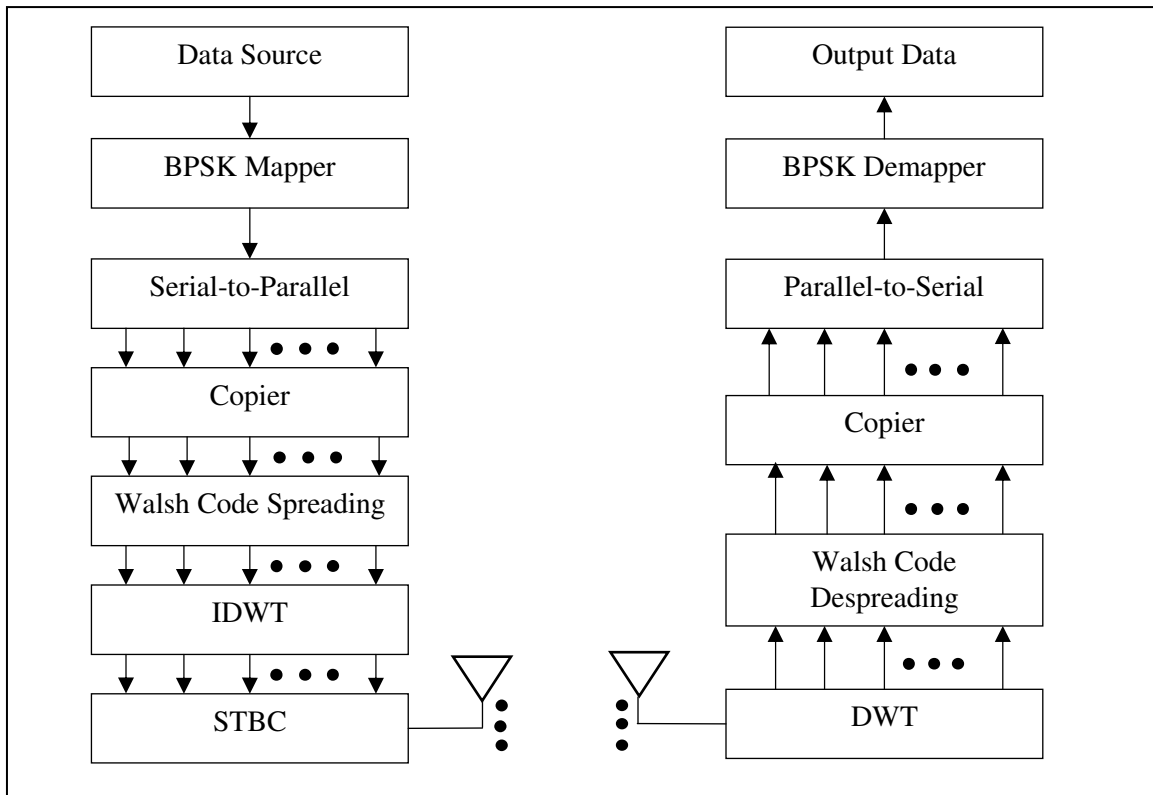 Data Source
BPSK Mapper
Serial-to-Parallel
Copier
Walsh Code Spreading
IDWT
STBC
Output Data
BPSK Demapper
Parallel-to-Serial
Copier
Walsh Code
Despreading
DWT